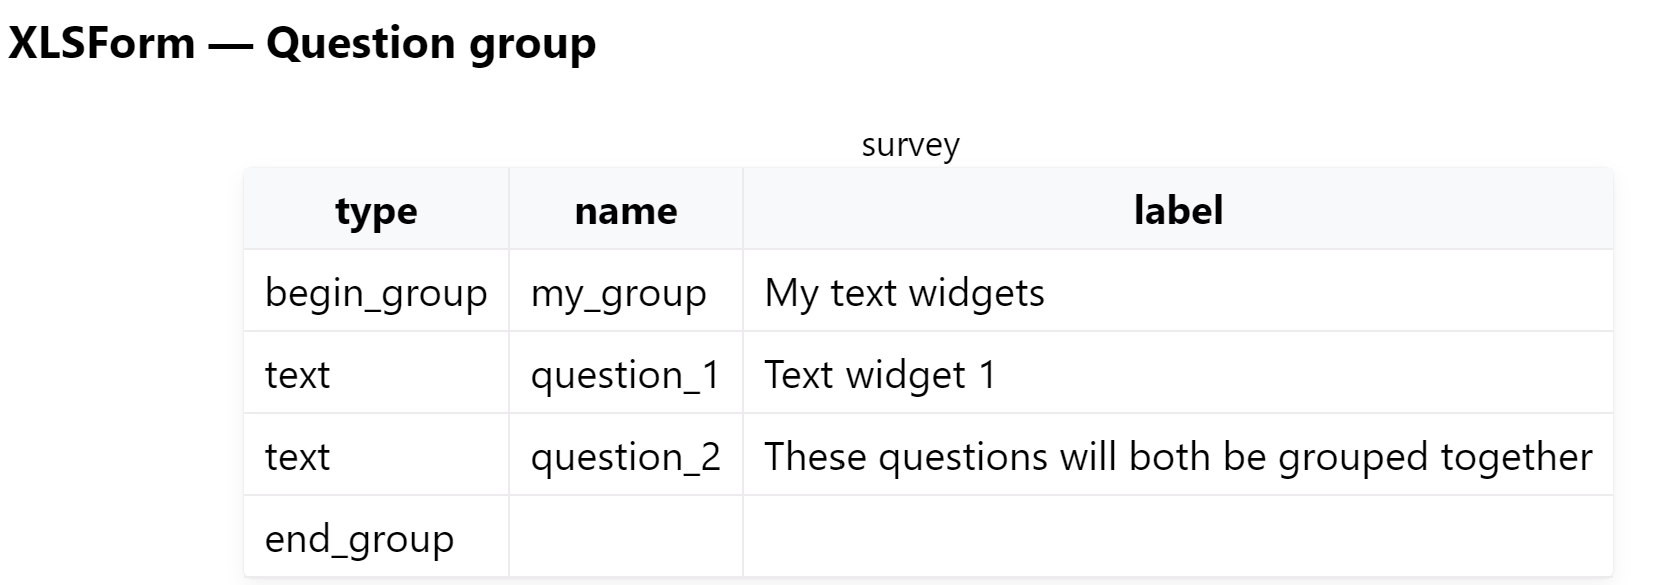 XLSForm — Question group
survey
type name label
begin_group my_group My text widgets
text question_1 Text widget 1
text question_2 These questions will both be grouped together
end_group